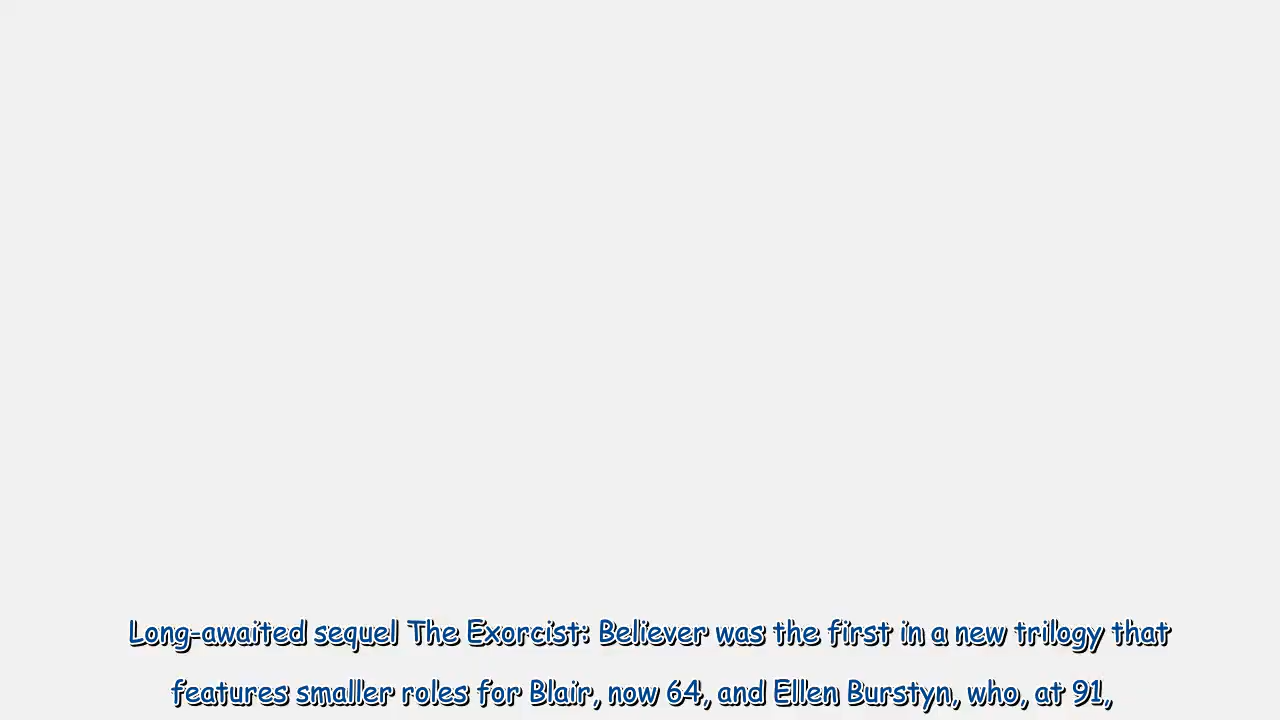 Long-awaited sequel The Exorcist: Believer was the first in a new trilogy that
features smaller roles for Blair, now 64, and Ellen Burstyn, who, at 91,